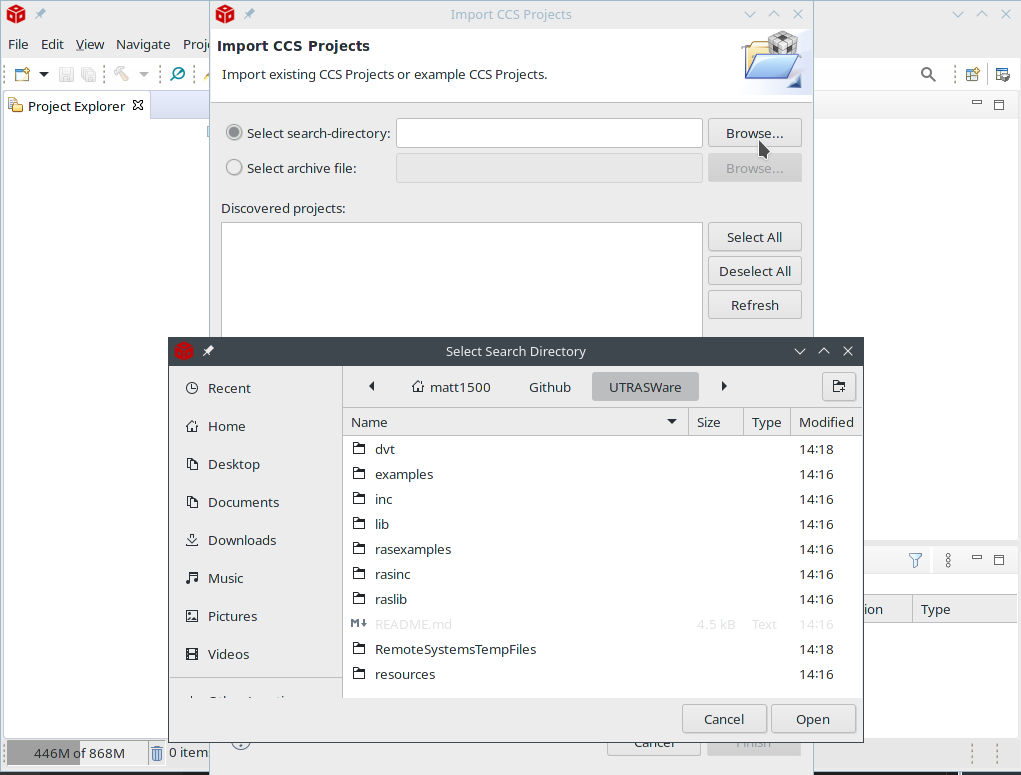 Import CCS Projects
File Edit View Navigate
Import CCS Projects
Import existing CCS Projects or example CCS Projects.
Project Explorer
Select search-directory:
Browse...
Select archive file:
Browse...
Discovered projects:
Select All
Deselect All
Refresh
Select Search Directory
Recent
Home
Desktop
Documents
Downloads
Music
Pictures
Videos
matt1500 Github UTRASWare
Name Size Type Modified
dvt 14:18
examples 14:16
inc 14:16
lib 14:16
rasexamples 14:16
rasinc 14:16
raslib 14:16
README.md 4.5 kB Text 14:16
RemoteSystemsTempFiles 14:18
resources 14:16
Cancel Open
Type
446M of 868M
0 item
Cancel
Finish